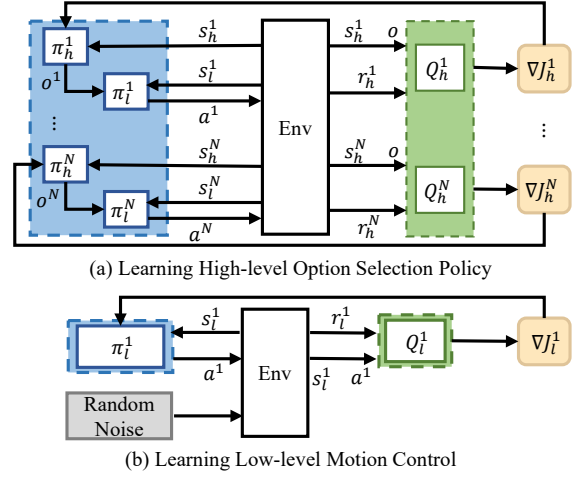 s_h^1 s_h^1 o
π_h^1 s_l^1 Q_h^1 ∇J_h^1
o^1 π_l^1 r_h^1
a^1
... Env ...
s_h^N s_h^N o
π_h^N s_l^N Q_h^N ∇J_h^N
o^N π_l^N r_h^N
a^N
(a) Learning High-level Option Selection Policy
s_l^1 r_l^1
π_l^1 Q_l^1 ∇J_l^1
a^1 Env s_l^1 a^1
Random
Noise
(b) Learning Low-level Motion Control